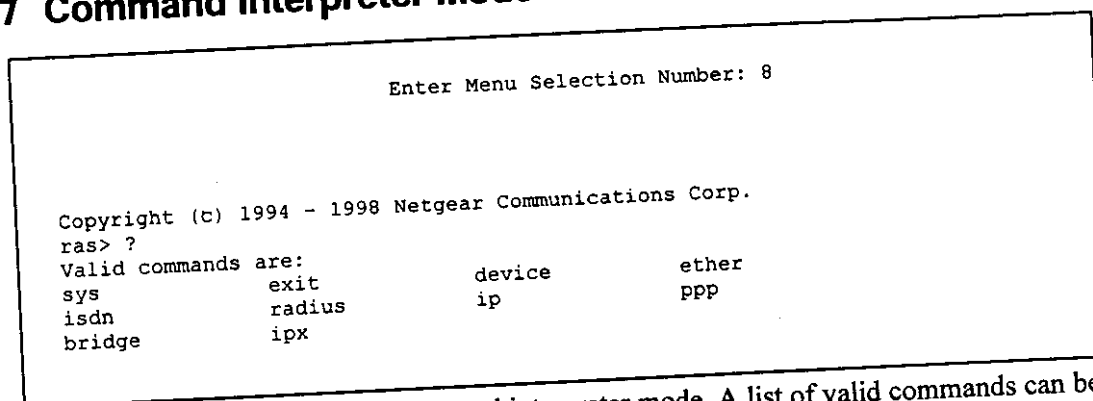 7 Command Interpreter Mode
Enter Menu Selection Number: 8
Copyright (c) 1994 - 1998 Netgear Communications Corp.
ras> ?
Valid commands are:
sys exit device ether
isdn radius ip ppp
bridge ipx
interpreter mode. A list of valid commands can be